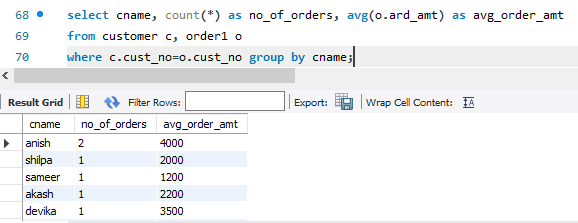 68 select cname, count(*) as no_of_orders, avg(o.ard_amt) as avg_order_amt
69 from customer c, order1 o
70 where c.cust_no=o.cust_no group by cname;
Result Grid Filter Rows: Export: Wrap Cell Content:
cname no_of_orders avg_order_amt
anish 2 4000
shilpa 1 2000
sameer 1 1200
akash 1 2200
devika 1 3500